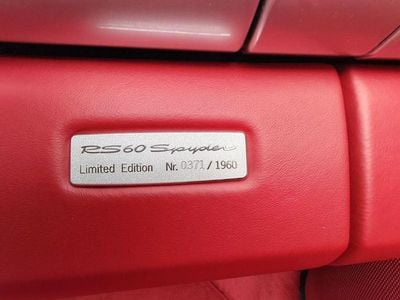 RS60 Spyder
Limited Edition Nr. 0371 / 1960